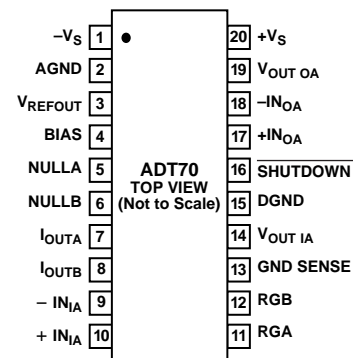 –VS 1 20 +VS
AGND 2 19 VOUT OA
VREFOUT 3 18 –INOA
BIAS 4 17 +INOA
NULLA 5 ADT70 16 SHUTDOWN
NULLB 6 TOP VIEW (Not to Scale) 15 DGND
IOUTA 7 14 VOUT IA
IOUTB 8 13 GND SENSE
– INIA 9 12 RGB
+ INIA 10 11 RGA